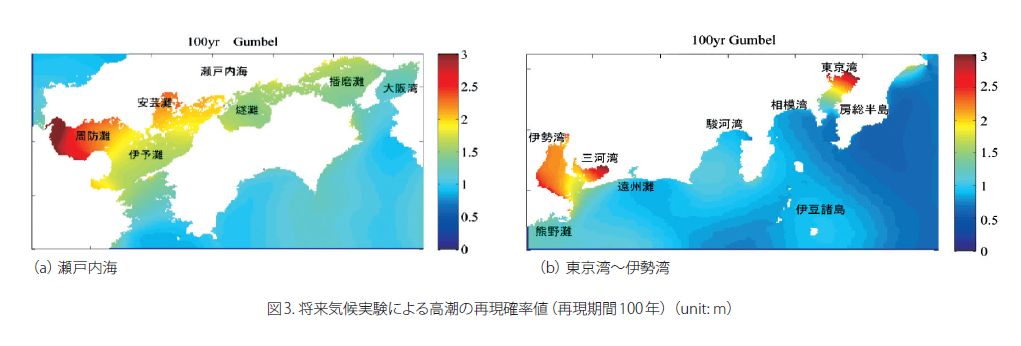 100yr Gumbel
瀬戸内海
播磨灘
大阪湾
安芸灘
燧灘
周防灘
伊予灘
3
2.5
2
1.5
1
0.5
0
(a) 瀬戸内海
100yr Gumbel
東京湾
相模湾
房総半島
駿河湾
伊勢湾
三河湾
遠州灘
伊豆諸島
熊野灘
3
2.5
2
1.5
1
0.5
0
(b) 東京湾～伊勢湾
図3. 将来気候実験による高潮の再現確率値（再現期間100年）（unit: m）